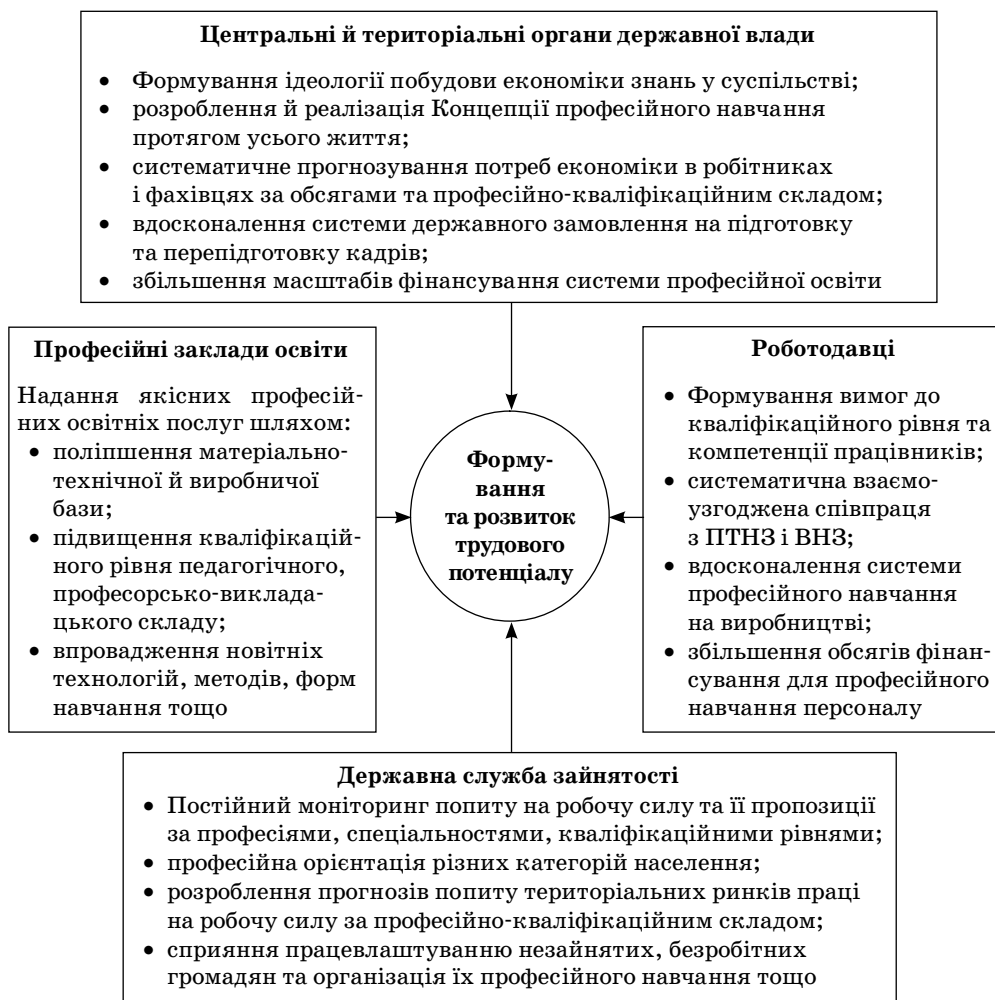 Центральні й територіальні органи державної влади
• Формування ідеології побудови економіки знань у суспільстві;
• розроблення й реалізація Концепції професійного навчання
протягом усього життя;
• систематичне прогнозування потреб економіки в робітниках
і фахівцях за обсягами та професійно-кваліфікаційним складом;
• вдосконалення системи державного замовлення на підготовку
та перепідготовку кадрів;
• збільшення масштабів фінансування системи професійної освіти
Професійні заклади освіти
Надання якісних професій-
них освітніх послуг шляхом:
• поліпшення матеріально-
технічної й виробничої
бази;
• підвищення кваліфікацій-
ного рівня педагогічного,
професорсько-виклада-
цького складу;
• впровадження новітніх
технологій, методів, форм
навчання тощо
Форму-
вання
та розвиток
трудового
потенціалу
Роботодавці
• Формування вимог до
кваліфікаційного рівня та
компетенції працівників;
• систематична взаємо-
узгоджена співпраця
з ПТНЗ і ВНЗ;
• вдосконалення системи
професійного навчання
на виробництві;
• збільшення обсягів фінан-
сування для професійного
навчання персоналу
Державна служба зайнятості
• Постійний моніторинг попиту на робочу силу та її пропозиції
за професіями, спеціальностями, кваліфікаційними рівнями;
• професійна орієнтація різних категорій населення;
• розроблення прогнозів попиту територіальних ринків праці
на робочу силу за професійно-кваліфікаційним складом;
• сприяння працевлаштуванню незайнятих, безробітних
громадян та організація їх професійного навчання тощо